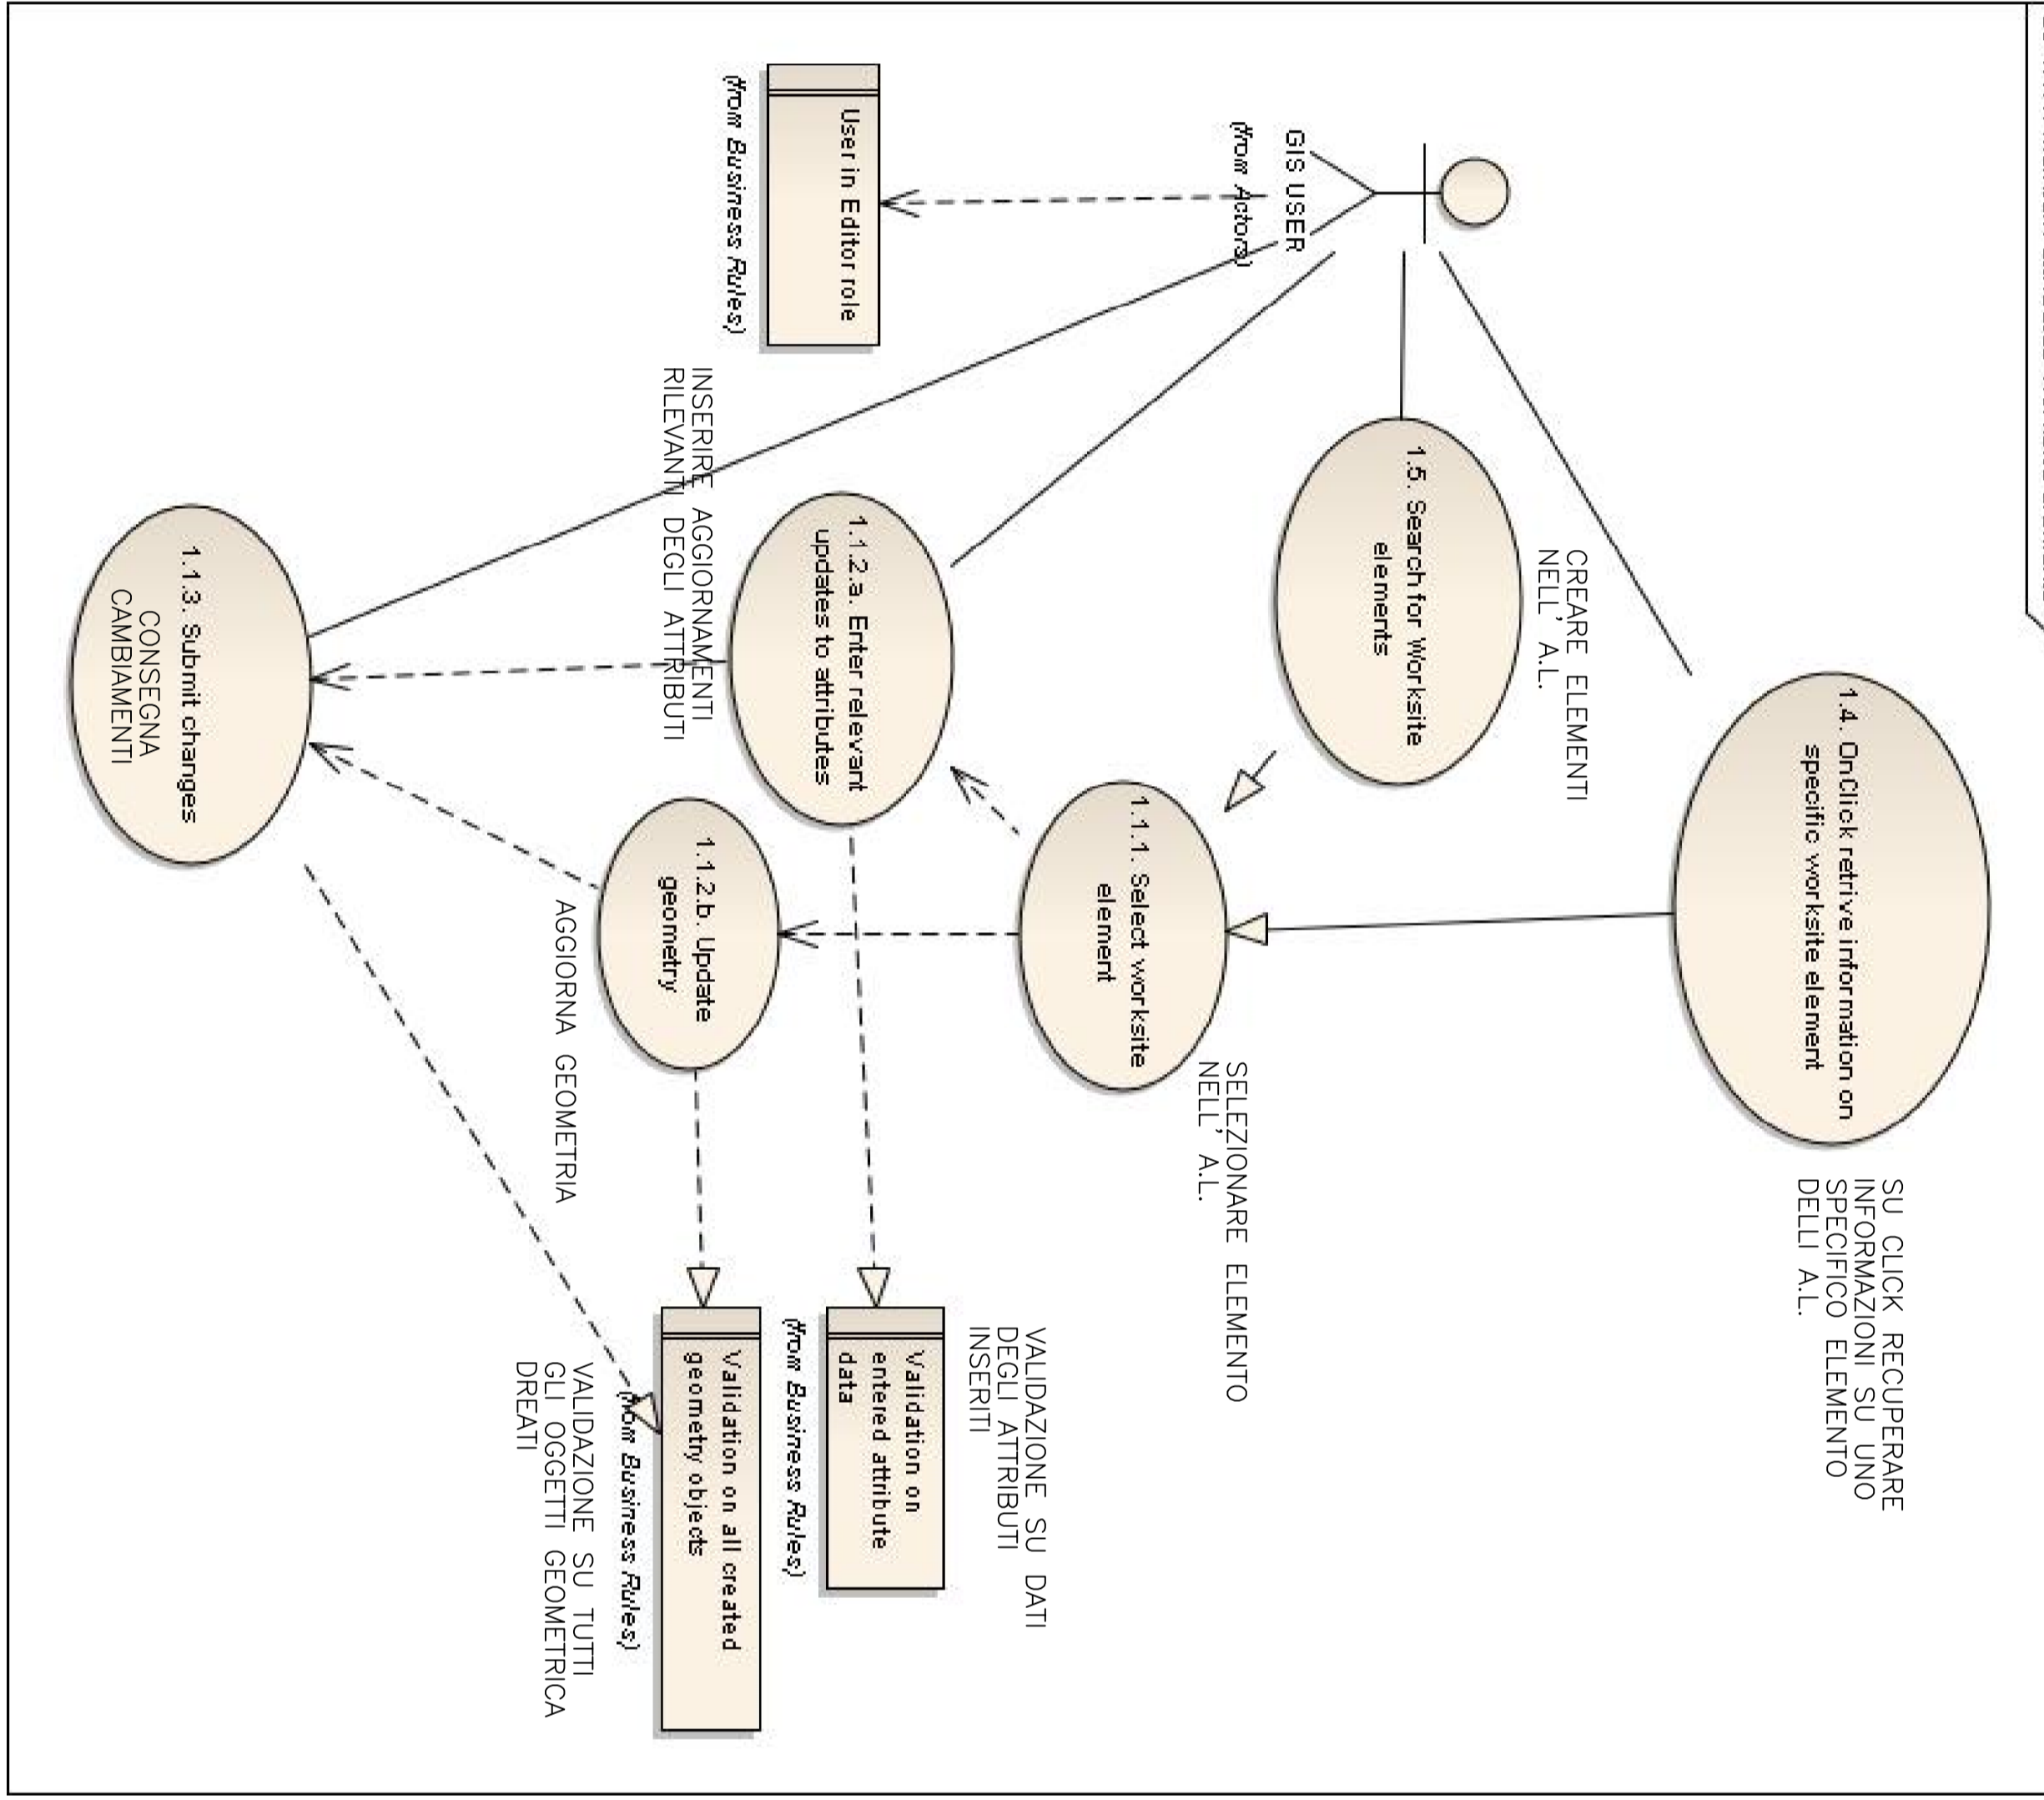 SU CLICK RECUPERARE
INFORMAZIONI SU UNO
SPECIFICO ELEMENTO
DELLI A.L.
1.4. OnClick retrive information on
specific worksite element
CREARE ELEMENTI
NELL' A.L.
1.5. Search for Worksite
elements
GIS USER
(from Actors)
SELEZIONARE ELEMENTO
NELL' A.L.
1.1.1. Select worksite
element
VALIDAZIONE SU DATI
DEGLI ATTRIBUTI
INSERITI
Validation on
entered attribute
data
(from Business Rules)
1.1.2.a. Enter relevant
updates to attributes
User in Editor role
(from Business Rules)
INSERIRE AGGIORNAMENTI
RILEVANTI DEGLI ATTRIBUTI
1.1.2.b. Update
geometry
Validation on all created
geometry objects
(from Business Rules)
AGGIORNA GEOMETRIA
VALIDAZIONE SU TUTTI
GLI OGGETTI GEOMETRICA
DREATI
1.1.3. Submit changes
CONSEGNA
CAMBIAMENTI